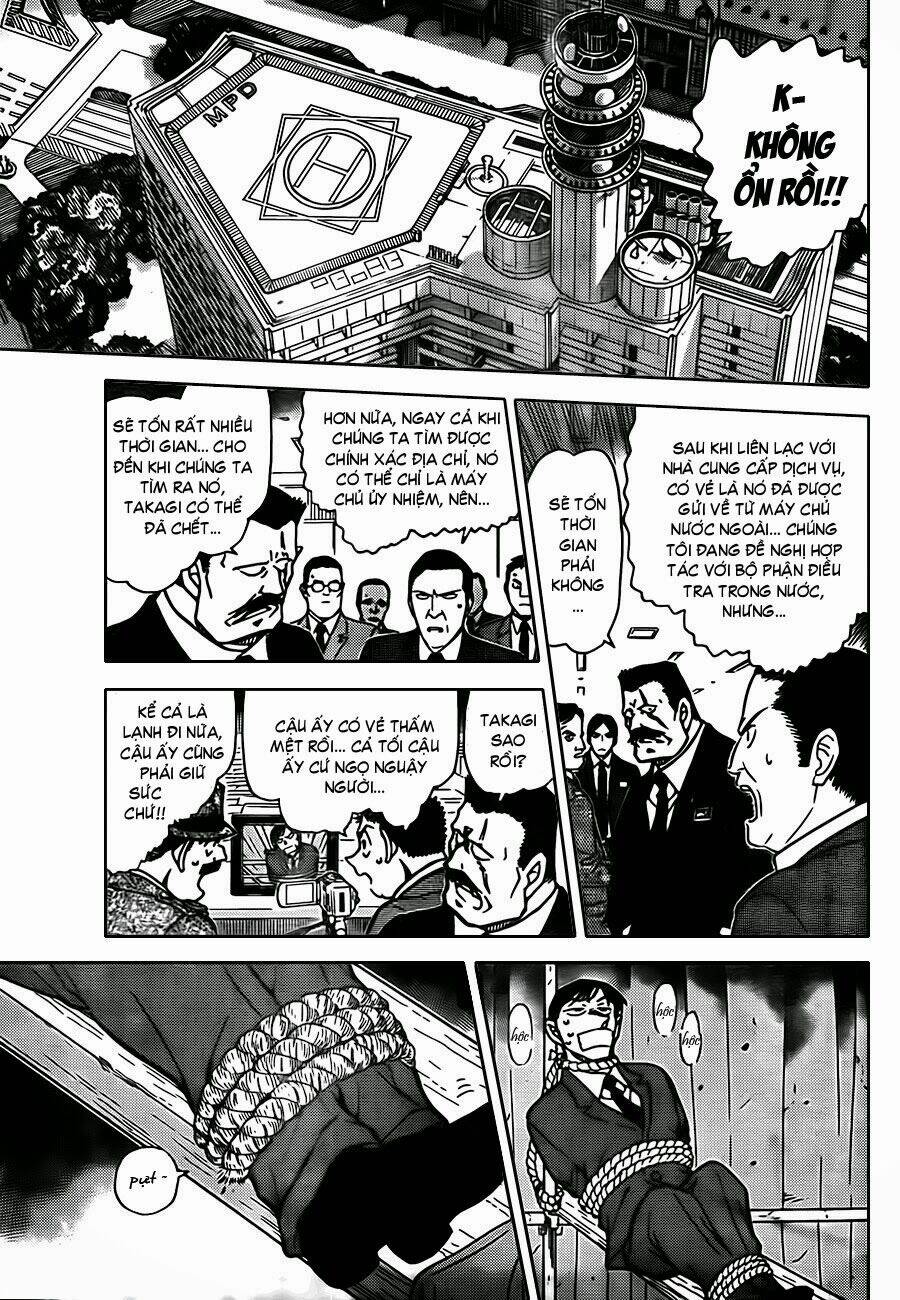 MPD
H
K-
KHÔNG
ỔN RỒI!!
SAU KHI LIÊN LẠC VỚI
NHÀ CUNG CẤP DỊCH VỤ,
CÓ VẺ LÀ NÓ ĐÃ ĐƯỢC
GỬI VỀ TỪ MÁY CHỦ
NƯỚC NGOÀI... CHÚNG
TÔI ĐANG ĐỀ NGHỊ HỢP
TÁC VỚI BỘ PHẬN ĐIỀU
TRA TRONG NƯỚC,
NHƯNG...
SẼ TỐN
THỜI
GIAN PHẢI
KHÔNG
...
HƠN NỮA, NGAY CẢ KHI
CHÚNG TA TÌM ĐƯỢC
CHÍNH XÁC ĐỊA CHỈ, NÓ
CÓ THỂ CHỈ LÀ MÁY
CHỦ ỦY NHIỆM, NÊN...
SẼ TỐN RẤT NHIỀU
THỜI GIAN... CHO
ĐẾN KHI CHÚNG TA
TÌM RA NÓ,
TAKAGI CÓ THỂ
ĐÃ CHẾT...
TAKAGI
SAO
RỒI?
CẬU ẤY CÓ VẺ THẤM
MỆT RỒI... CẢ TỐI CẬU
ẤY CỨ NGỌ NGUẬY
NGƯỜI...
KỂ CẢ LÀ
LẠNH ĐI NỮA,
CẬU ẤY CŨNG
PHẢI GIỮ
SỨC
CHỨ!!
hộc
hộc
hộc
pựt -